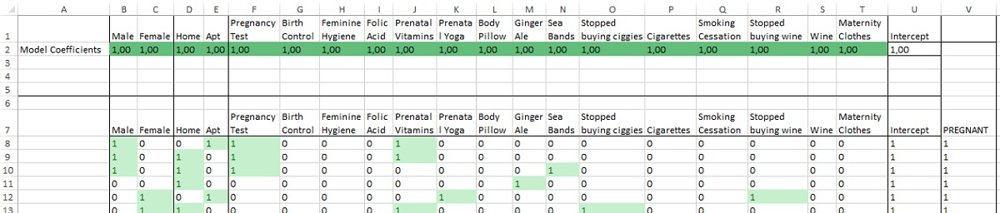 A B C D E F G H I J K L M N O P Q R S T U V
Pregnancy Birth Feminine Folic Prenatal Prenata Body Ginger Sea Stopped Smoking Stopped Maternity
1 Male Female Home Apt Test Control Hygiene Acid Vitamins l Yoga Pillow Ale Bands buying ciggies Cigarettes Cessation buying wine Wine Clothes Intercept
2 Model Coefficients 1,00 1,00 1,00 1,00 1,00 1,00 1,00 1,00 1,00 1,00 1,00 1,00 1,00 1,00 1,00 1,00 1,00 1,00 1,00 1,00
3
4
5
6
Pregnancy Birth Feminine Folic Prenatal Prenata Body Ginger Sea Stopped Smoking Stopped Maternity
7 Male Female Home Apt Test Control Hygiene Acid Vitamins l Yoga Pillow Ale Bands buying ciggies Cigarettes Cessation buying wine Wine Clothes Intercept PREGNANT
8 1 0 0 1 1 0 0 0 1 0 0 0 0 0 0 0 0 0 0 1 1
9 1 0 1 0 1 0 0 0 1 0 0 0 0 0 0 0 0 0 0 1 1
10 1 0 1 0 1 0 0 0 0 0 0 0 1 0 0 0 0 0 0 1 1
11 0 0 1 0 0 0 0 0 0 0 0 1 0 0 0 0 0 0 0 1 1
12 0 1 0 1 0 0 0 0 0 1 0 0 0 0 0 0 1 0 0 1 1
13 0 1 1 0 0 0 0 0 1 0 0 0 0 1 0 0 0 0 0 1 1